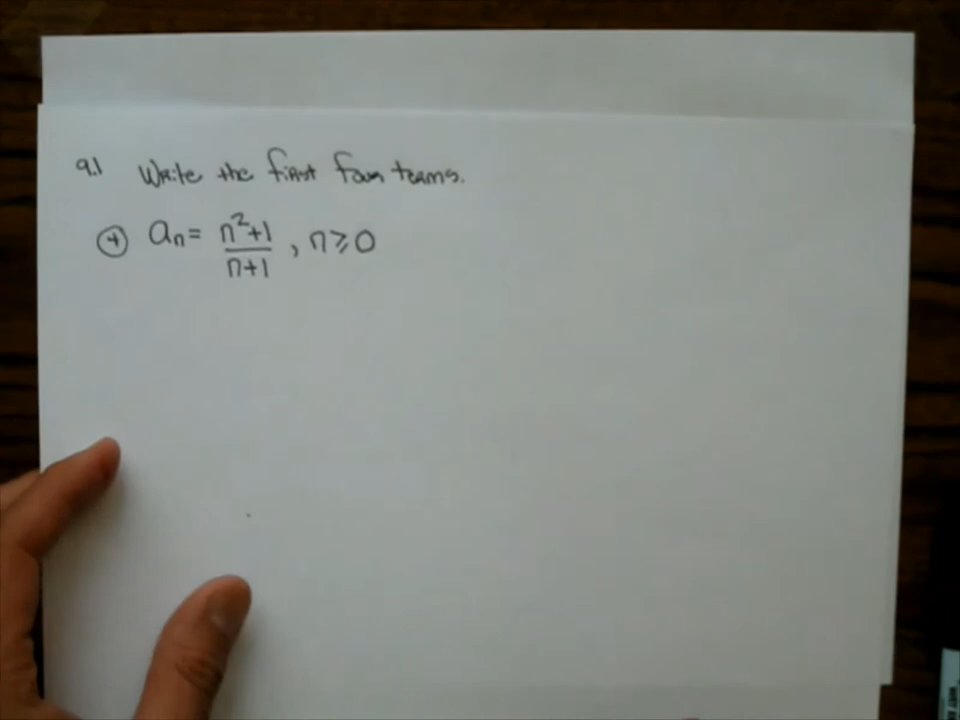 9.1 Write the first four terms.
④ aₙ = n²+1/n+1 , n ≥ 0